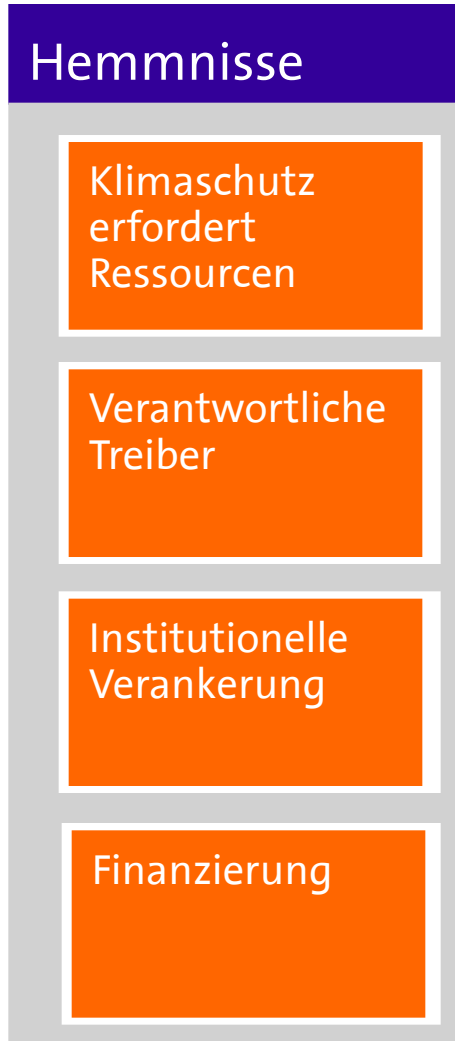 Hemmnisse
Klimaschutz
erfordert
Ressourcen
Verantwortliche
Treiber
Institutionelle
Verankerung
Finanzierung